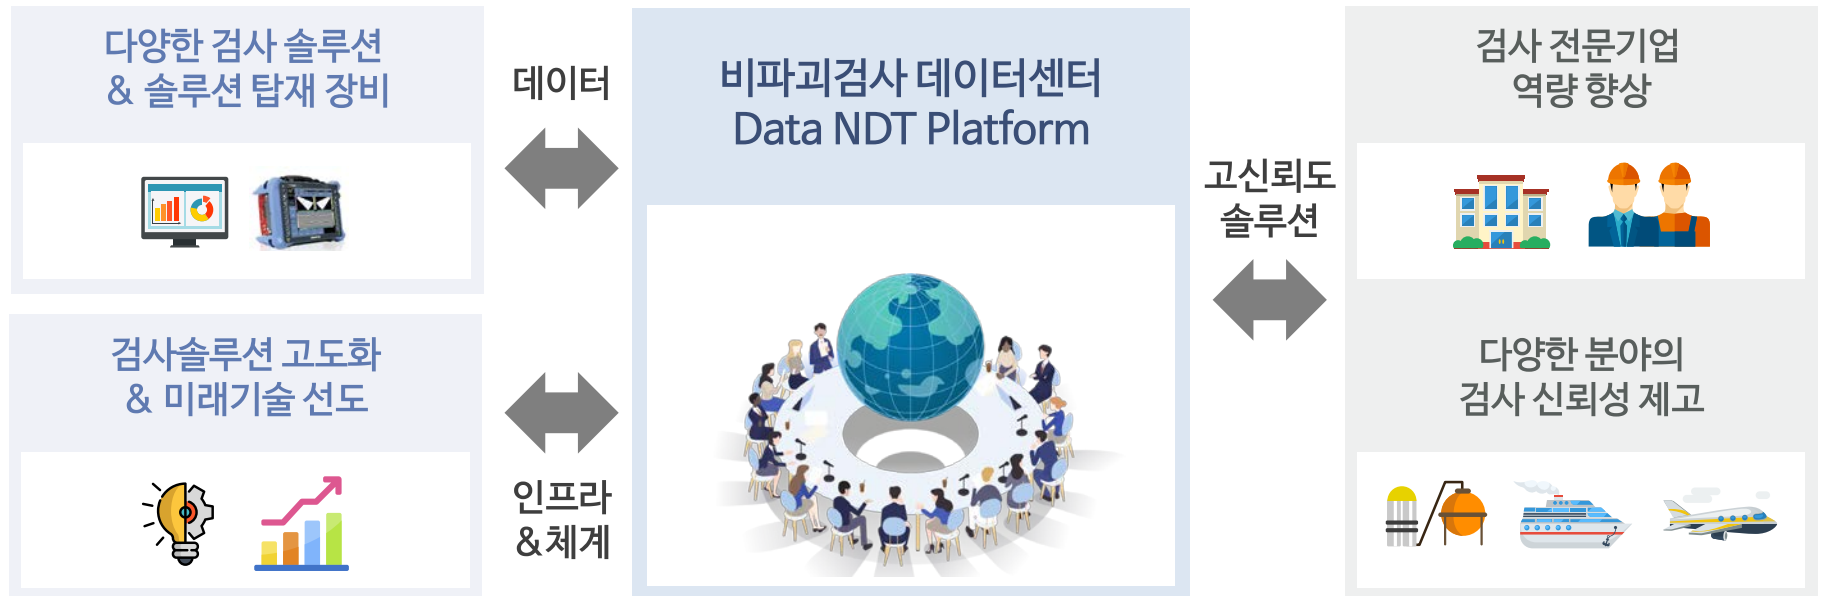 다양한 검사 솔루션
& 솔루션 탑재 장비
검사솔루션 고도화
& 미래기술 선도
데이터
인프라
&체계
비파괴검사 데이터센터
Data NDT Platform
고신뢰도
솔루션
검사 전문기업
역량 향상
다양한 분야의
검사 신뢰성 제고